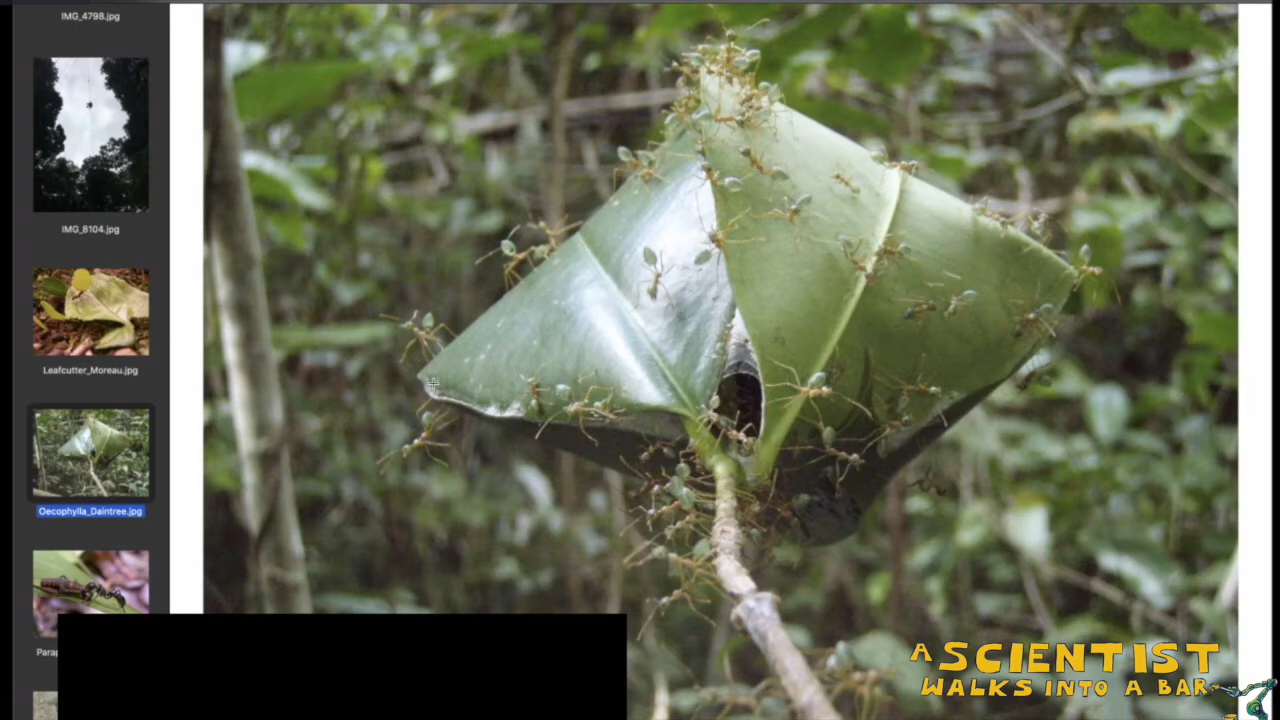 IMG_4798.jpg
IMG_8104.jpg
Leafcutter_Moreau.jpg
Oecophylla_Daintree.jpg
A SCIENTIST
WALKS INTO A BAR